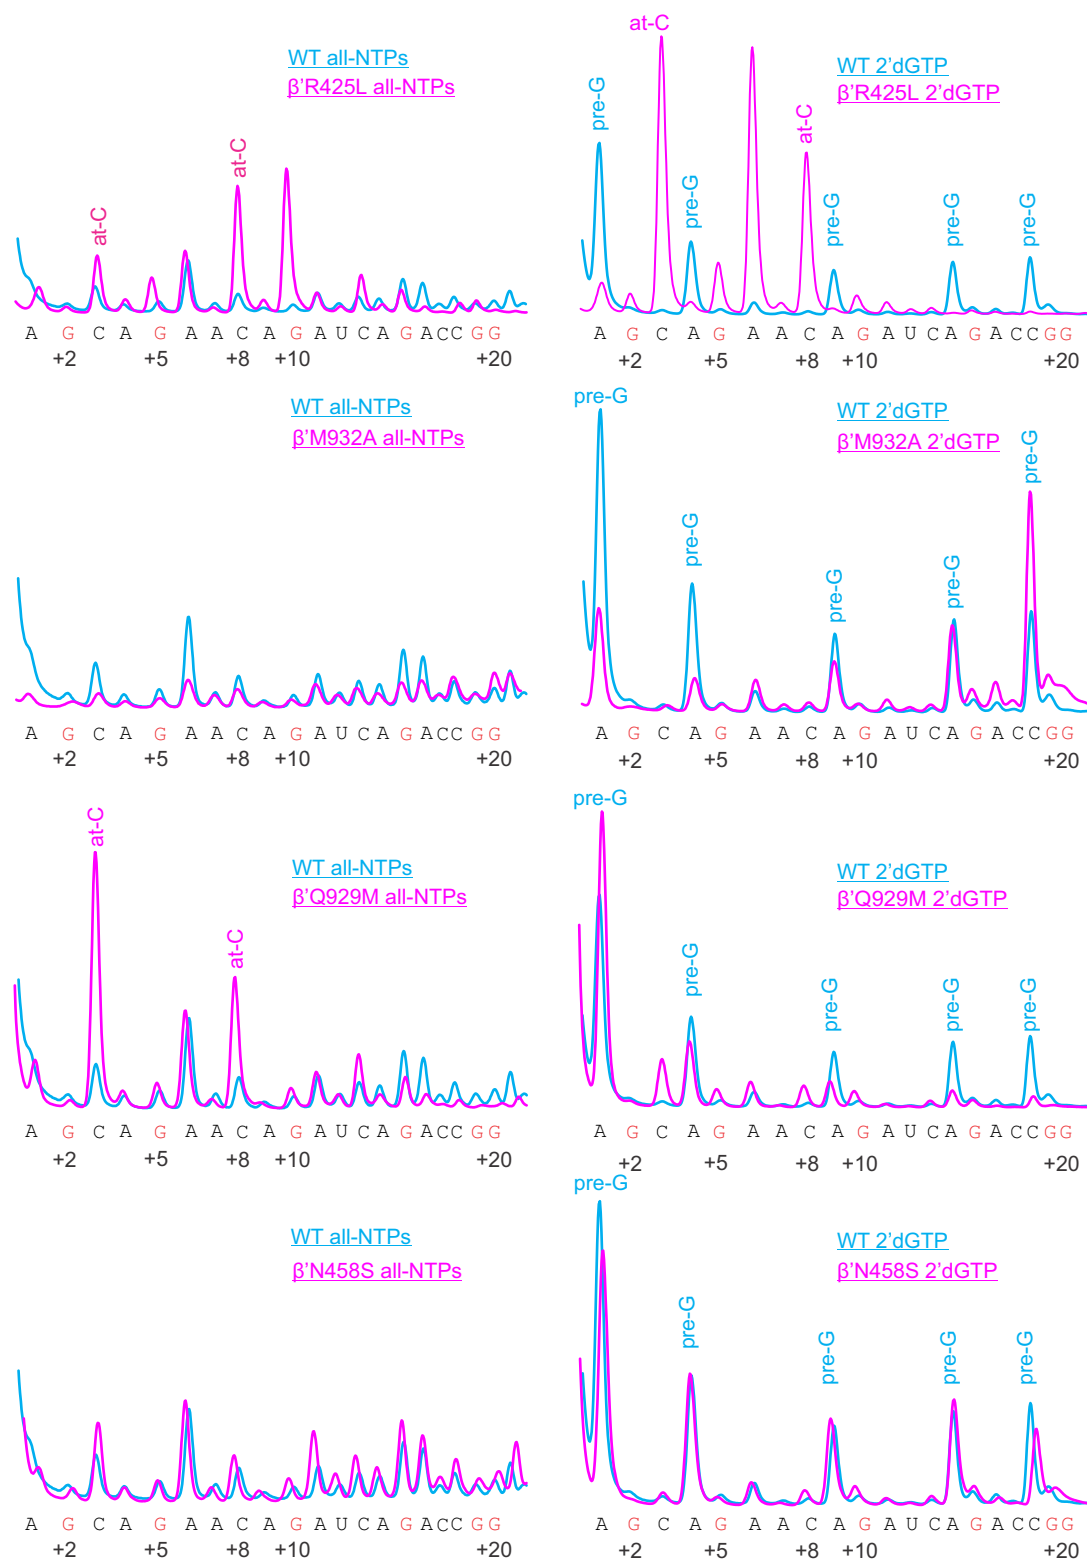 WT all-NTPs
β'R425L all-NTPs
at-C
at-C
A G C A G A A C A G A U C A G A C C G G
+2 +5 +8 +10 +20
at-C
WT 2'dGTP
β'R425L 2'dGTP
pre-G
pre-G
at-C
pre-G
pre-G
pre-G
A G C A G A A C A G A U C A G A C C G G
+2 +5 +8 +10 +20
WT all-NTPs
β'M932A all-NTPs
A G C A G A A C A G A U C A G A C C G G
+2 +5 +8 +10 +20
pre-G
WT 2'dGTP
β'M932A 2'dGTP
pre-G
pre-G
pre-G
pre-G
A G C A G A A C A G A U C A G A C C G G
+2 +5 +8 +10 +20
at-C
WT all-NTPs
β'Q929M all-NTPs
at-C
A G C A G A A C A G A U C A G A C C G G
+2 +5 +8 +10 +20
pre-G
WT 2'dGTP
β'Q929M 2'dGTP
pre-G
pre-G
pre-G
pre-G
A G C A G A A C A G A U C A G A C C G G
+2 +5 +8 +10 +20
WT all-NTPs
β'N458S all-NTPs
A G C A G A A C A G A U C A G A C C G G
+2 +5 +8 +10 +20
pre-G
WT 2'dGTP
β'N458S 2'dGTP
pre-G
pre-G
pre-G
pre-G
A G C A G A A C A G A U C A G A C C G G
+2 +5 +8 +10 +20